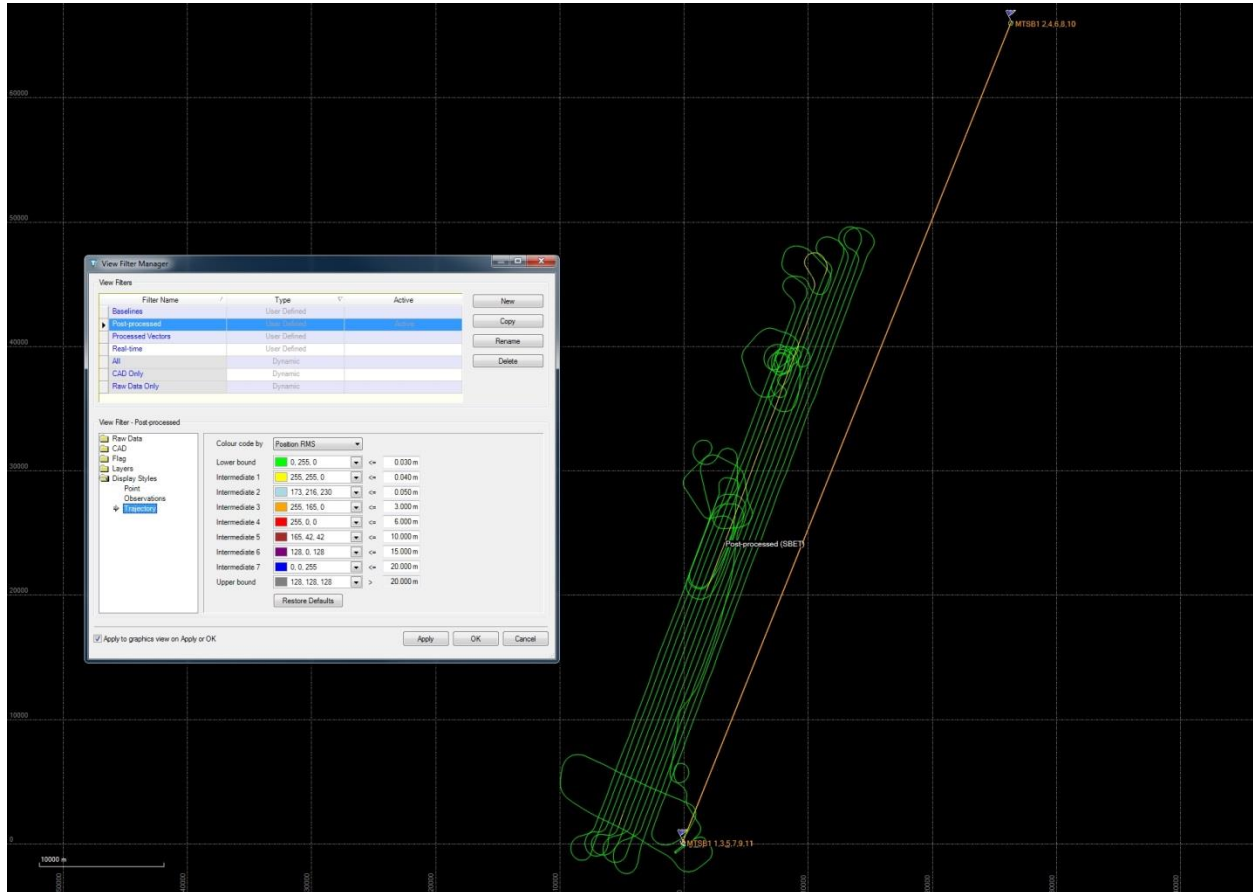 MTSB1 2,4,6,8,10
60000
50000
40000
30000
20000
10000
0
10000 m
Post-processed (SBET)
MTSB1 1,3,5,7,9,11
View Filter Manager
View Filters
Filter Name Type Active
Baselines User Defined
Post-processed User Defined Active
Processed Vectors User Defined
Real-time User Defined
All Dynamic
CAD Only Dynamic
Raw Data Only Dynamic
New
Copy
Rename
Delete
View Filter - Post-processed
Raw Data
CAD
Flag
Layers
Display Styles
Point
Observations
Trajectory
Colour code by Position RMS
Lower bound 0, 255, 0 <= 0.030 m
Intermediate 1 255, 255, 0 <= 0.040 m
Intermediate 2 173, 216, 230 <= 0.050 m
Intermediate 3 255, 165, 0 <= 3.000 m
Intermediate 4 255, 0, 0 <= 6.000 m
Intermediate 5 165, 42, 42 <= 10.000 m
Intermediate 6 128, 0, 128 <= 15.000 m
Intermediate 7 0, 0, 255 <= 20.000 m
Upper bound 128, 128, 128 > 20.000 m
Restore Defaults
Apply to graphics view on Apply or OK
Apply OK Cancel